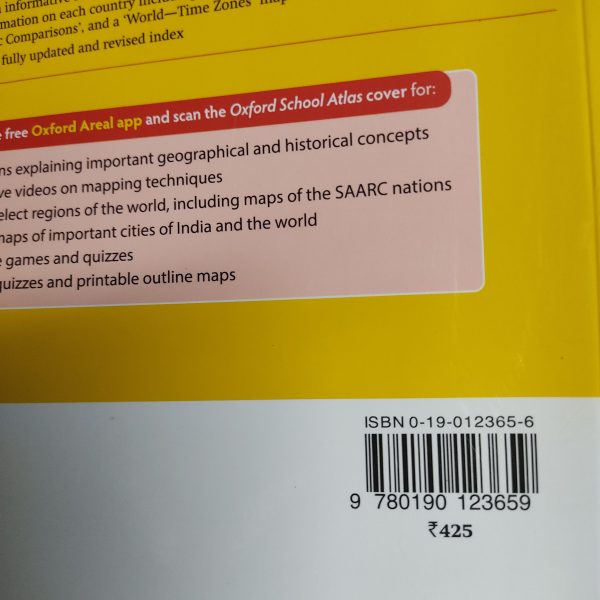 informative
mation on each country
Comparisons’, and a ‘World—Time Zones’
fully updated and revised index
free Oxford Areal app and scan the Oxford School Atlas cover for:
explaining important geographical and historical concepts
videos on mapping techniques
elect regions of the world, including maps of the SAARC nations
maps of important cities of India and the world
games and quizzes
quizzes and printable outline maps
ISBN 0-19-012365-6
9 780190 123659
₹425